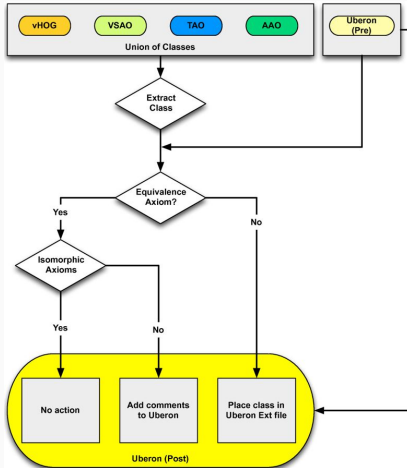 vHOG
VSAO
TAO
AAO
Union of Classes
Uberon
(Pre)
Extract
Class
Equivalence
Axiom?
Yes
No
Isomorphic
Axioms
Yes
No
No action
Add comments
to Uberon
Place class in
Uberon Ext file
Uberon (Post)